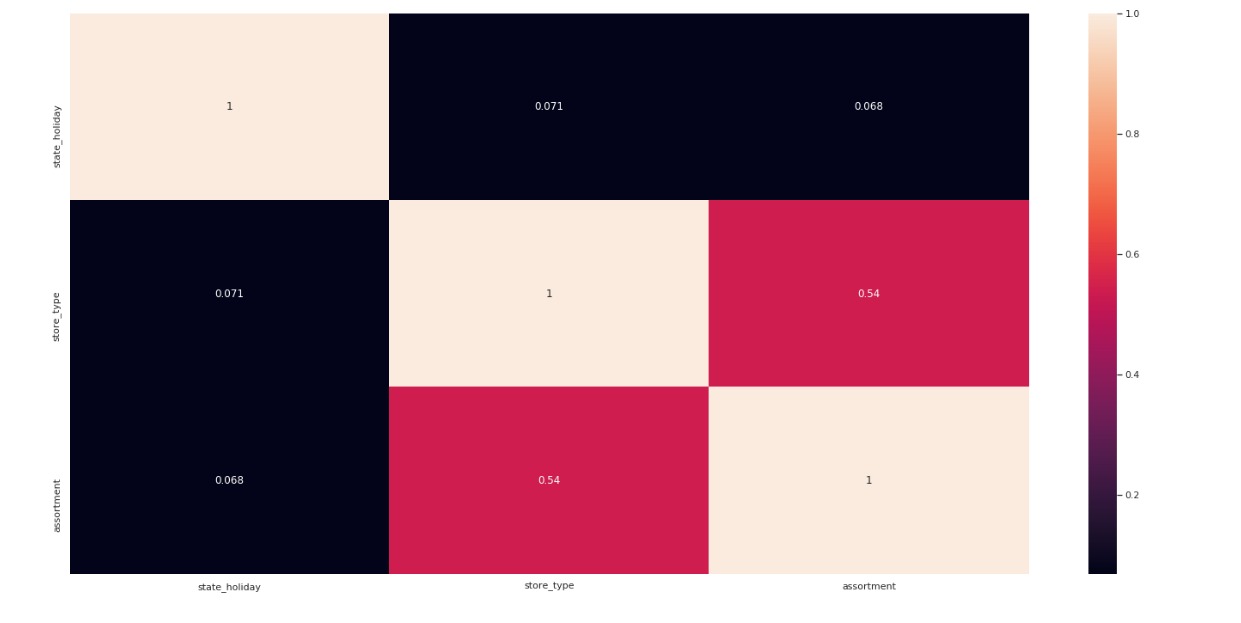 state_holiday 1 0.071 0.068
store_type 0.071 1 0.54
assortment 0.068 0.54 1
state_holiday store_type assortment
1.0
0.8
0.6
0.4
0.2